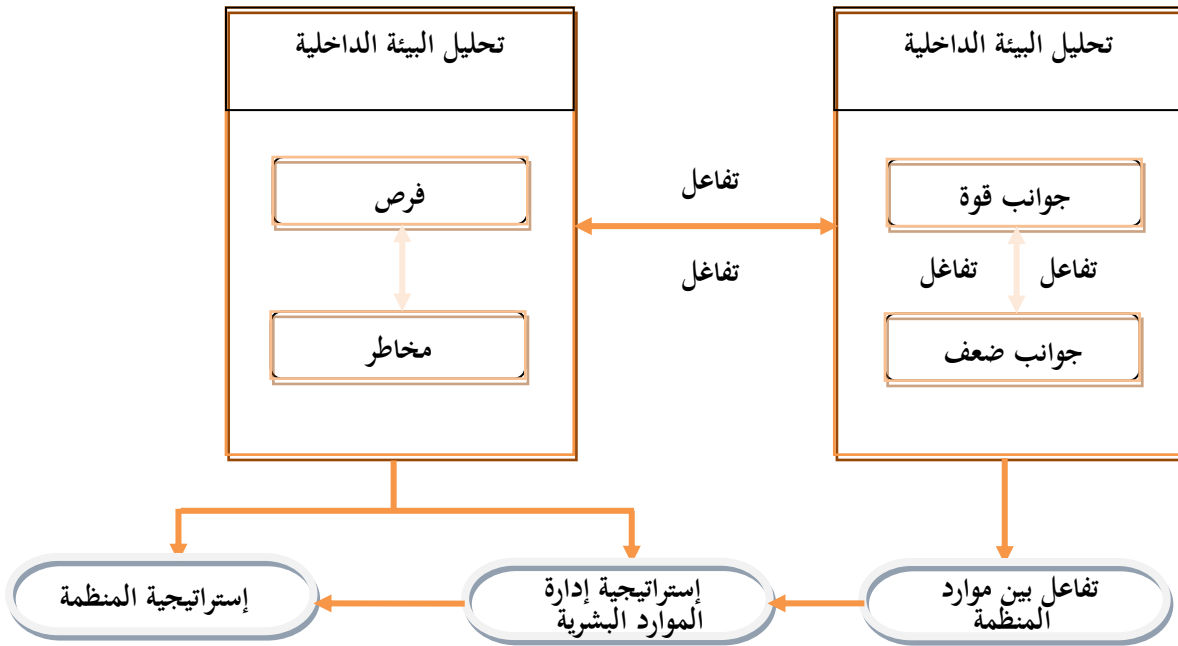 تحليل البيئة الداخلية
جوانب قوة
تفاعل
تفاغل
جوانب ضعف
تفاعل
تفاغل
تحليل البيئة الداخلية
فرص
مخاطر
تفاعل بين موارد
المنظمة
إستراتيجية إدارة
الموارد البشرية
إستراتيجية المنظمة